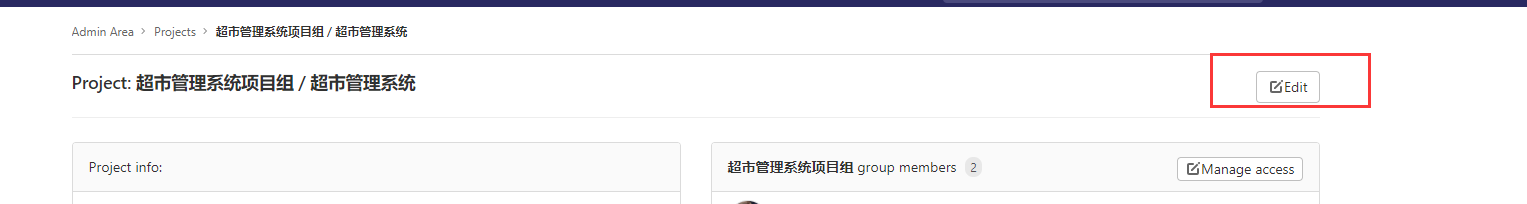 Admin Area > Projects > 超市管理系统项目组 / 超市管理系统
Project: 超市管理系统项目组 / 超市管理系统
Edit
Project info:
超市管理系统项目组 group members 2
Manage access